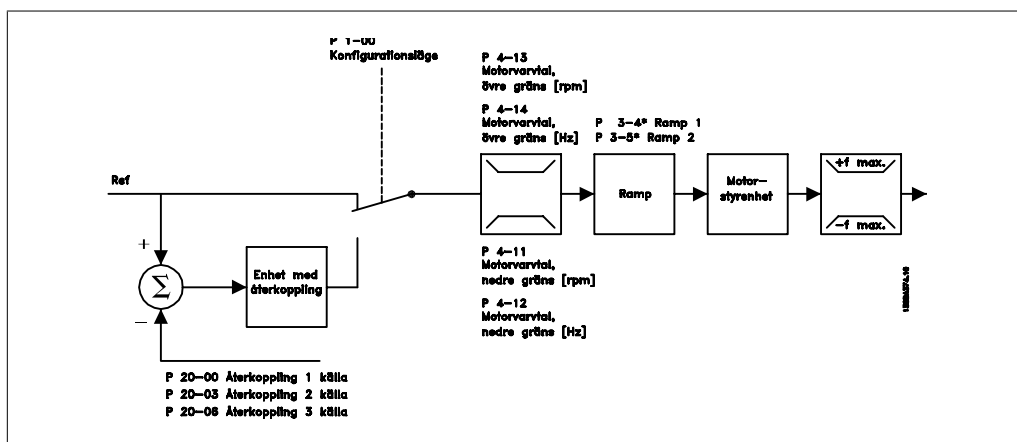 P 1-00
Konfigurationsläge
P 4-13
Motorvarvtal,
övre gräns [rpm]
P 4-14
Motorvarvtal,
övre gräns [Hz]
P 3-4* Ramp 1
P 3-5* Ramp 2
Ref
Ramp
Motor-
styrenhet
+f max.
-f max.
+
Σ
Enhet med
återkoppling
−
P 4-11
Motorvarvtal,
nedre gräns [rpm]
P 4-12
Motorvarvtal,
nedre gräns [Hz]
P 20-00 Återkoppling 1 källa
P 20-03 Återkoppling 2 källa
P 20-06 Återkoppling 3 källa